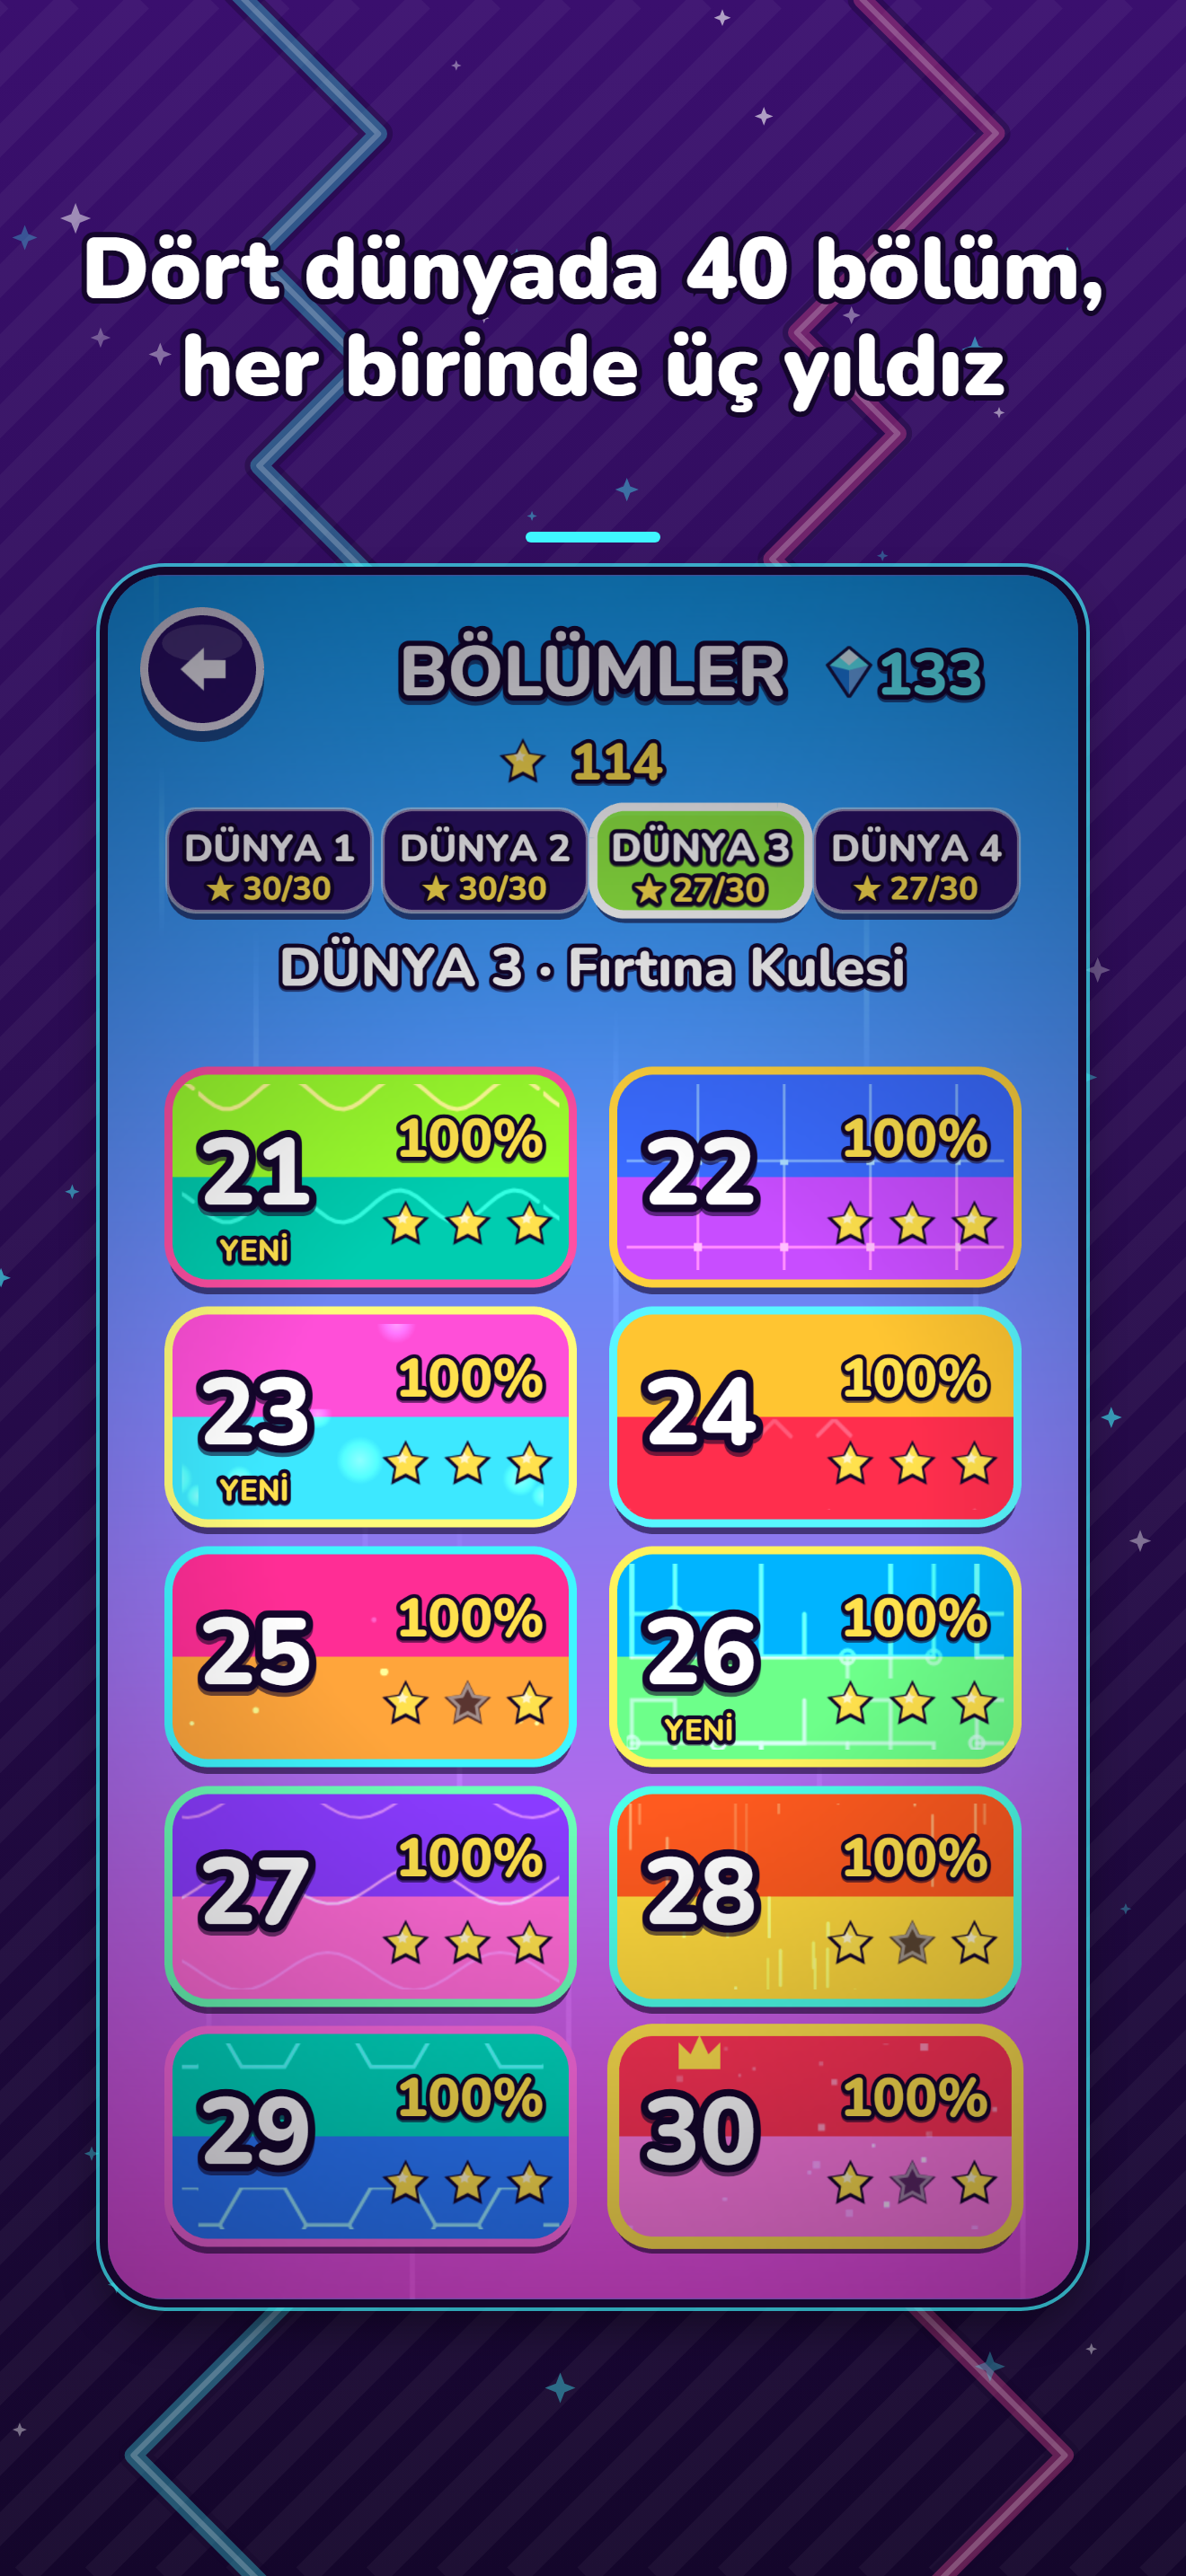 Dört dünyada 40 bölüm,
her birinde üç yıldız
BÖLÜMLER
133
114
DÜNYA 1
30/30
DÜNYA 2
30/30
DÜNYA 3
27/30
DÜNYA 4
27/30
DÜNYA 3 · Fırtına Kulesi
21
100%
YENİ
22
100%
23
100%
YENİ
24
100%
25
100%
26
100%
YENİ
27
100%
28
100%
29
100%
30
100%